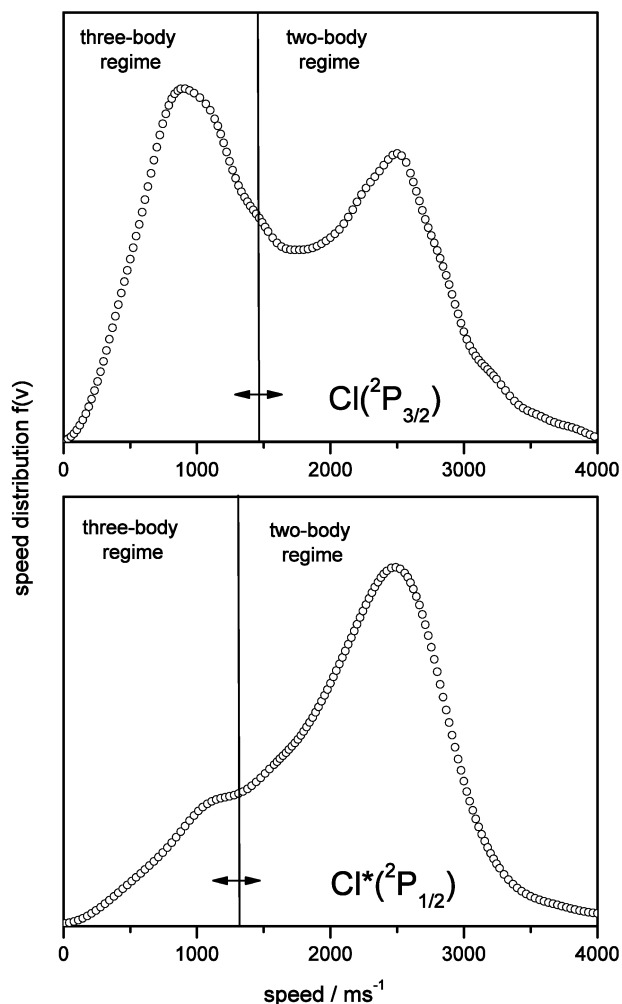 three-body
regime
two-body
regime
Cl(²P₃/₂)
0 1000 2000 3000 4000
speed distribution f(v)
three-body
regime
two-body
regime
Cl*(²P₁/₂)
0 1000 2000 3000 4000
speed / ms⁻¹